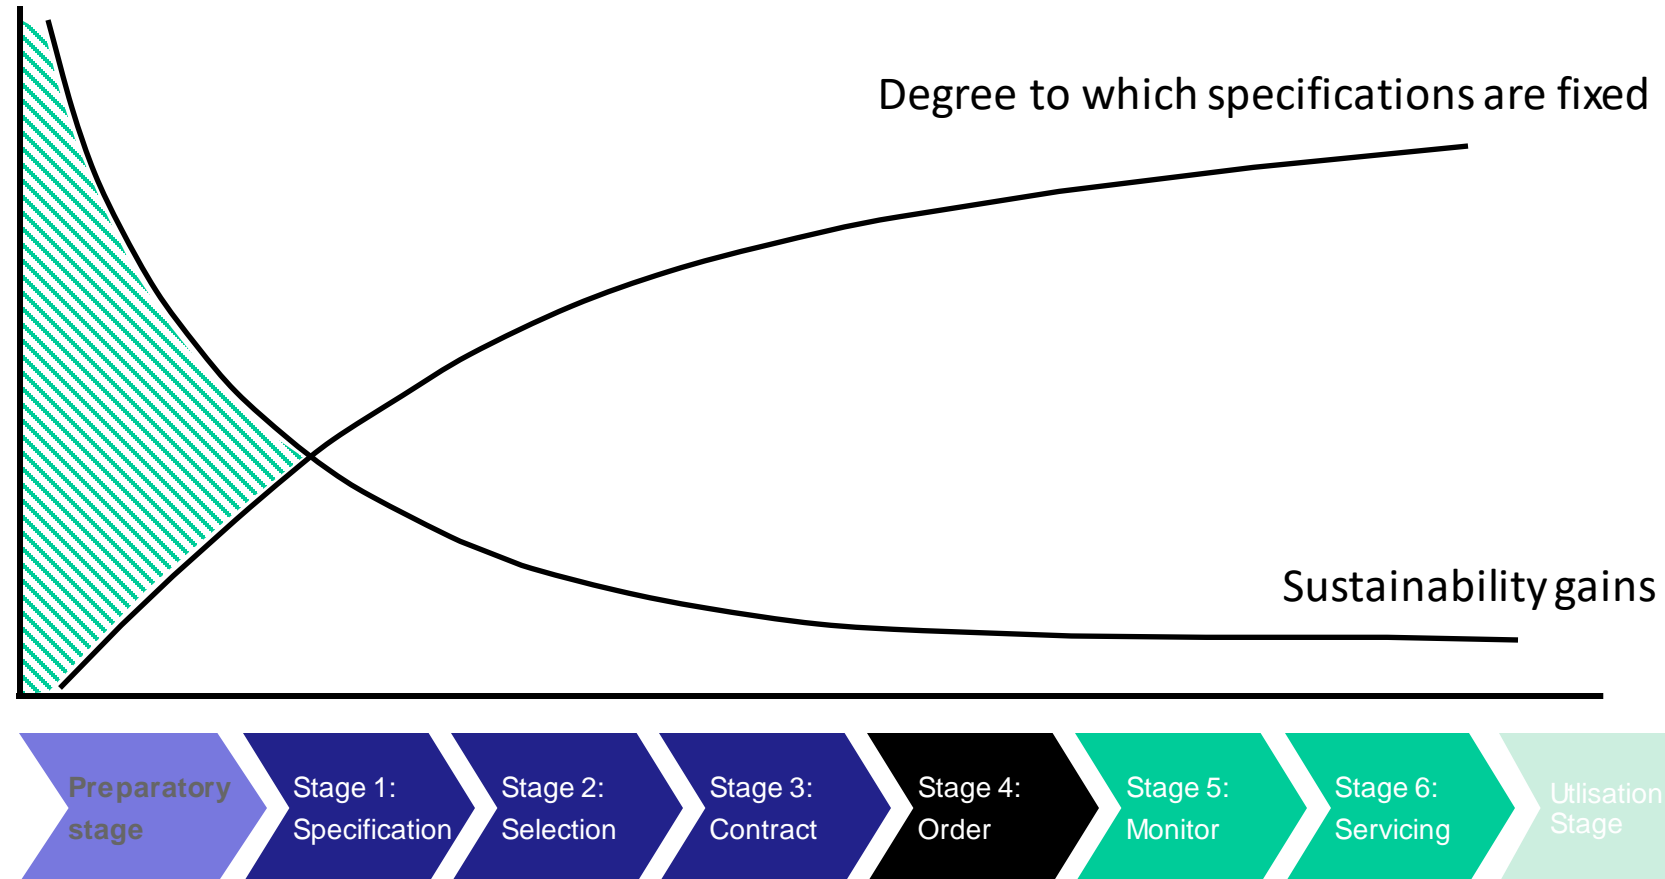 Degree to which specifications are fixed
Sustainability gains
Preparatory
stage
Stage 1:
Specification
Stage 2:
Selection
Stage 3:
Contract
Stage 4:
Order
Stage 5:
Monitor
Stage 6:
Servicing
Utlisation
Stage